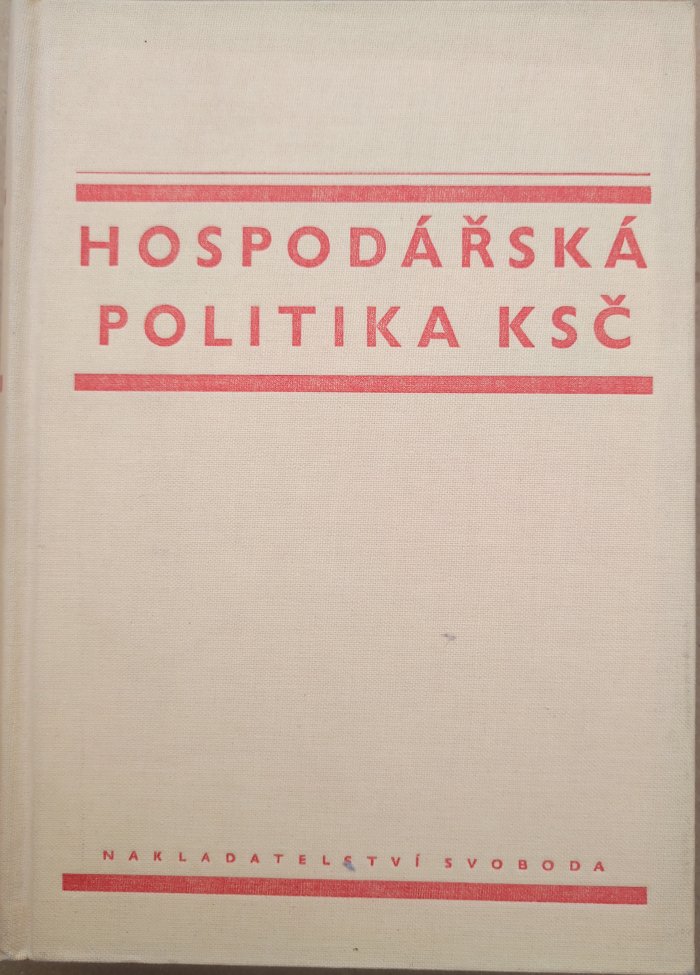 HOSPODÁŘSKÁ
POLITIKA KSČ
NAKLADATELSTVÍ SVOBODA